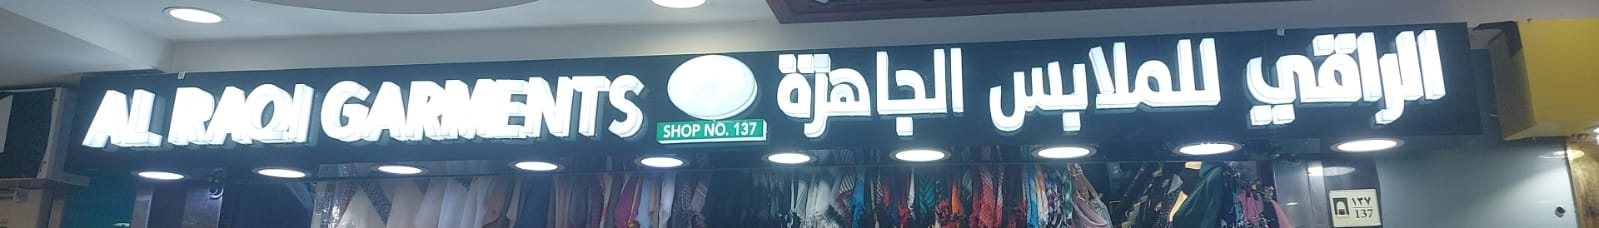 AL RAQI GARMENTS
SHOP NO. 137
الراقي للملابس الجاهزة
١٣٧
137